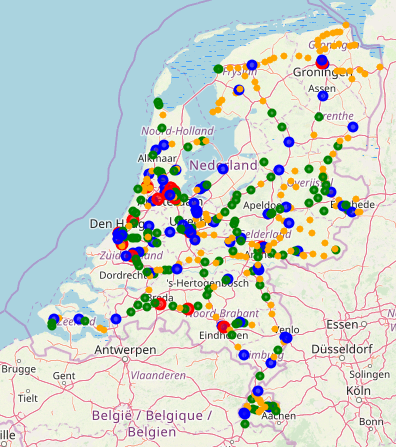 Groningen
Fryslân
Groningen
Assen
Drenthe
Noord-Holland
Alkmaar
Nederland
Overijssel
Apeldoorn
Enschede
Den Haag
Utrecht
Gelderland
Zuid-Holland
Dordrecht
's-Hertogenbosch
Breda
Noord-Brabant
Zeeland
Eindhoven
Venlo
Essen
Antwerpen
Limburg
Düsseldorf
Brugge
Gent
Vlaanderen
Solingen
Tielt
Köln
België / Belgique /
Belgien
Aachen
Bonn